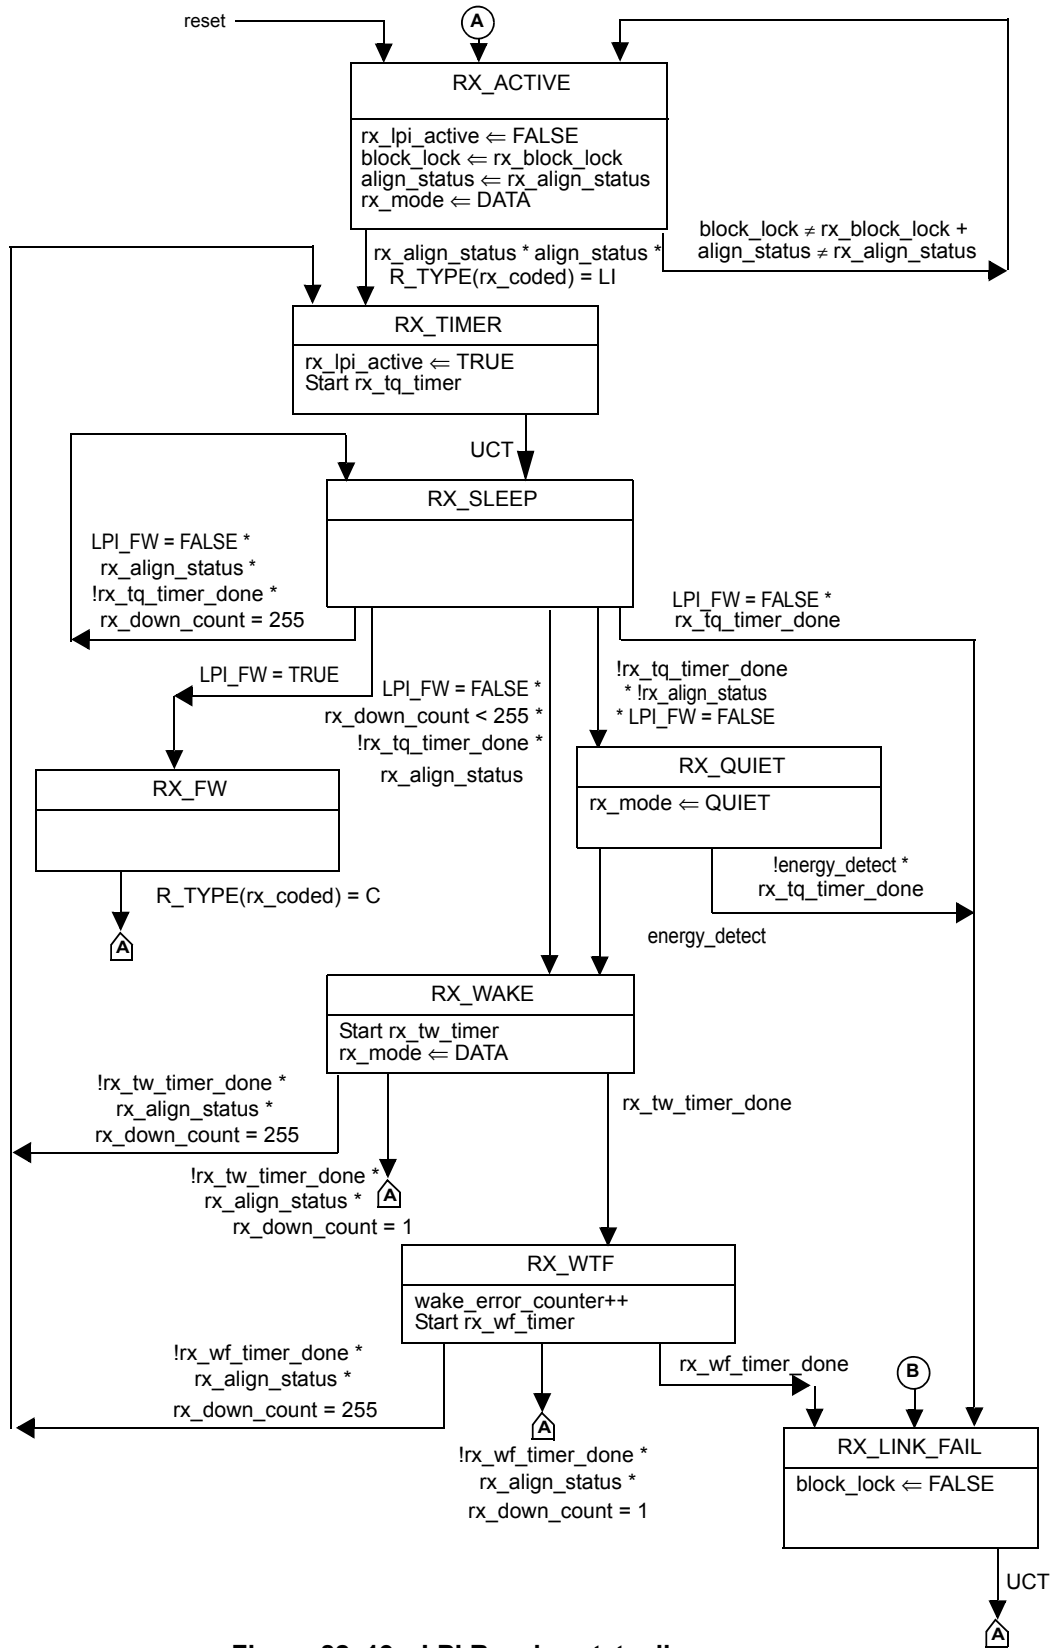 reset
A
RX_ACTIVE
rx_lpi_active ⇐ FALSE
block_lock ⇐ rx_block_lock
align_status ⇐ rx_align_status
rx_mode ⇐ DATA
block_lock ≠ rx_block_lock +
align_status ≠ rx_align_status
rx_align_status * align_status *
R_TYPE(rx_coded) = LI
RX_TIMER
rx_lpi_active ⇐ TRUE
Start rx_tq_timer
UCT
RX_SLEEP
LPI_FW = FALSE *
rx_align_status *
!rx_tq_timer_done *
rx_down_count = 255
LPI_FW = FALSE *
rx_tq_timer_done
LPI_FW = TRUE
LPI_FW = FALSE *
rx_down_count < 255 *
!rx_tq_timer_done *
rx_align_status
!rx_tq_timer_done
* !rx_align_status
* LPI_FW = FALSE
RX_FW
RX_QUIET
rx_mode ⇐ QUIET
R_TYPE(rx_coded) = C
A
!energy_detect *
rx_tq_timer_done
energy_detect
RX_WAKE
Start rx_tw_timer
rx_mode ⇐ DATA
!rx_tw_timer_done *
rx_align_status *
rx_down_count = 255
rx_tw_timer_done
!rx_tw_timer_done *
rx_align_status *
rx_down_count = 1
A
RX_WTF
wake_error_counter++
Start rx_wf_timer
!rx_wf_timer_done *
rx_align_status *
rx_down_count = 255
rx_wf_timer_done
B
A
!rx_wf_timer_done *
rx_align_status *
rx_down_count = 1
RX_LINK_FAIL
block_lock ⇐ FALSE
UCT
A